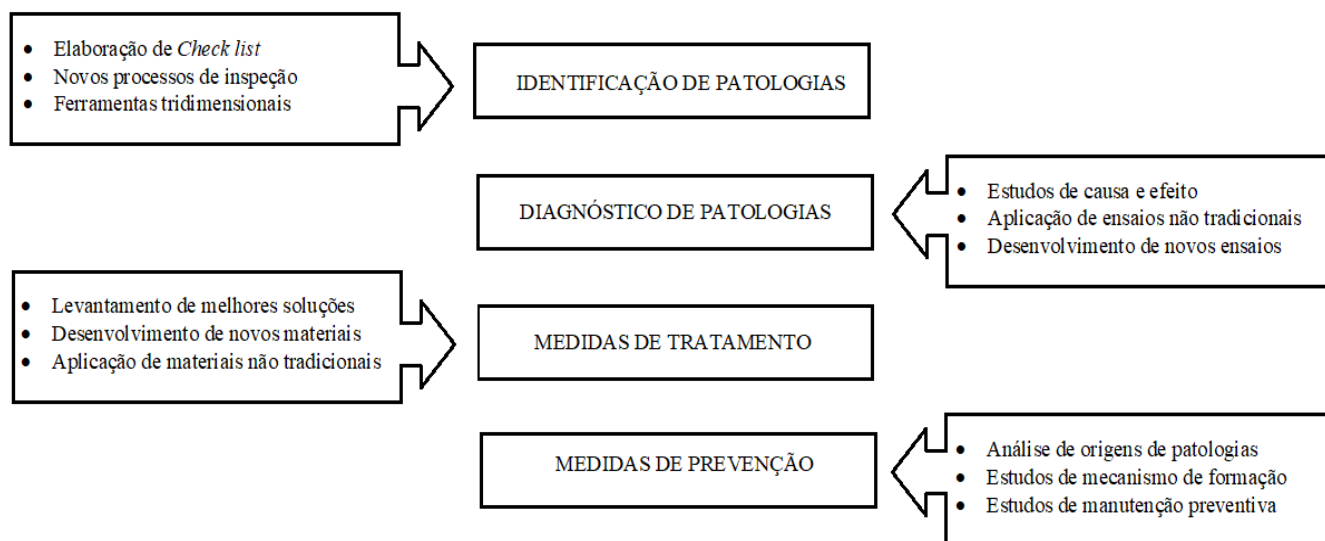 • Elaboração de Check list
• Novos processos de inspeção
• Ferramentas tridimensionais
IDENTIFICAÇÃO DE PATOLOGIAS
DIAGNÓSTICO DE PATOLOGIAS
• Estudos de causa e efeito
• Aplicação de ensaios não tradicionais
• Desenvolvimento de novos ensaios
• Levantamento de melhores soluções
• Desenvolvimento de novos materiais
• Aplicação de materiais não tradicionais
MEDIDAS DE TRATAMENTO
MEDIDAS DE PREVENÇÃO
• Análise de origens de patologias
• Estudos de mecanismo de formação
• Estudos de manutenção preventiva